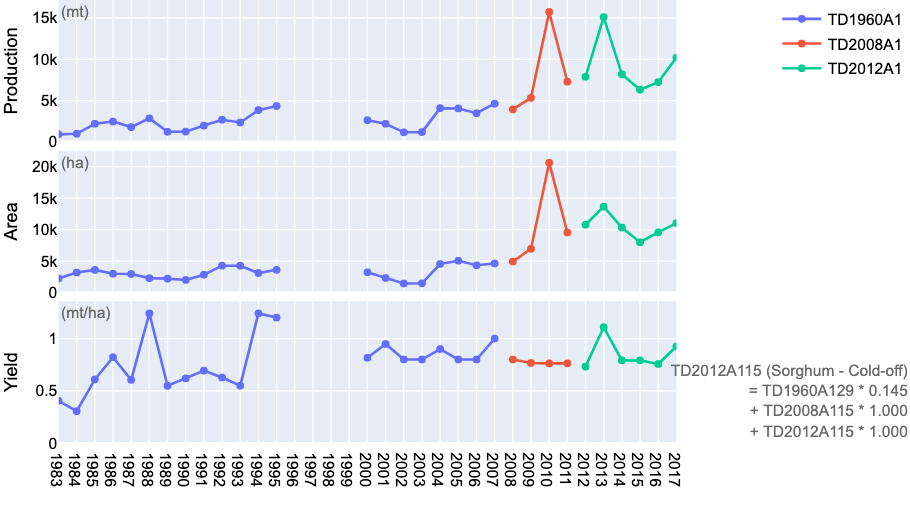 Production
(mt)
15k
10k
5k
0
TD1960A1
TD2008A1
TD2012A1
Area
(ha)
20k
15k
10k
5k
0
Yield
(mt/ha)
1
0.5
0
TD2012A115 (Sorghum - Cold-off)
= TD1960A129 * 0.145
+ TD2008A115 * 1.000
+ TD2012A115 * 1.000
1983
1984
1985
1986
1987
1988
1989
1990
1991
1992
1993
1994
1995
1996
1997
1998
1999
2000
2001
2002
2003
2004
2005
2006
2007
2008
2009
2010
2011
2012
2013
2014
2015
2016
2017